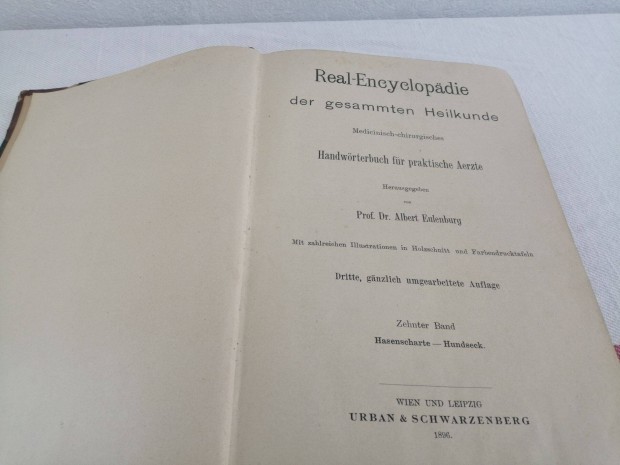 Real-Encyclopädie
der gesammten Heilkunde
Medicinisch-chirurgisches
Handwörterbuch für praktische Aerzte
Herausgegeben
von
Prof. Dr. Albert Eulenburg
Mit zahlreichen Illustrationen in Holzschnitt und Farbendrucktafeln
Dritte, gänzlich umgearbeitete Auflage
Zehnter Band
Hasenscharte — Hundseck.
WIEN UND LEIPZIG
URBAN & SCHWARZENBERG
1896.